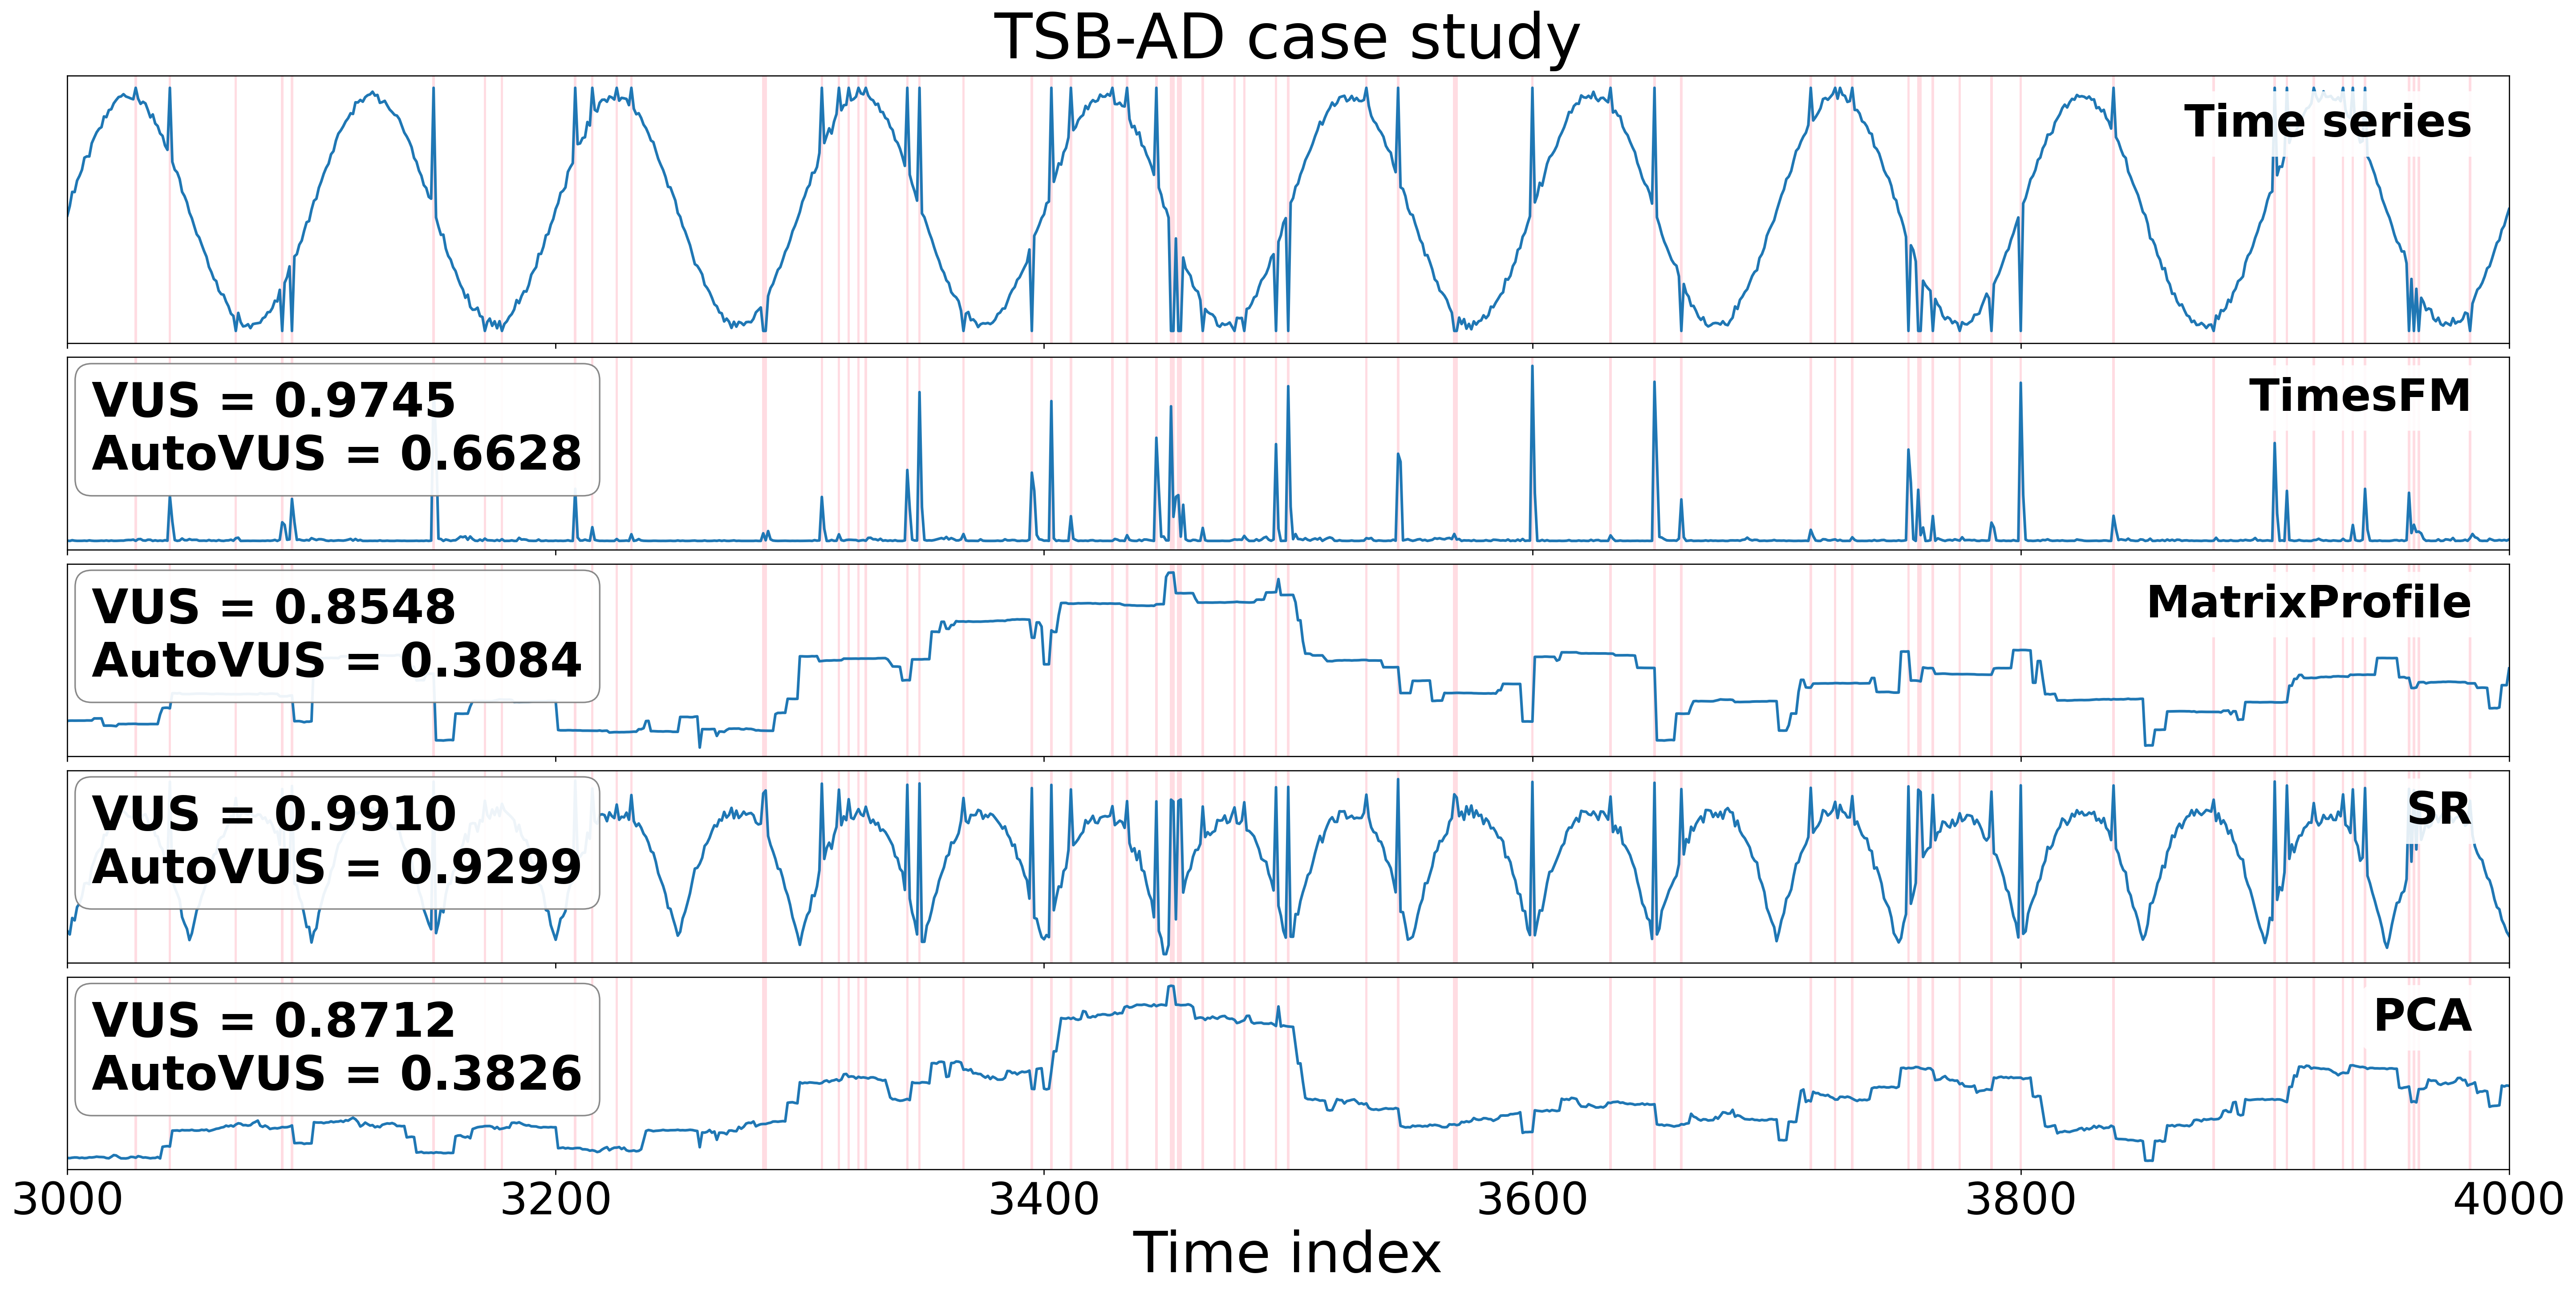 TSB-AD case study
Time series
VUS = 0.9745
AutoVUS = 0.6628
TimesFM
VUS = 0.8548
AutoVUS = 0.3084
MatrixProfile
VUS = 0.9910
AutoVUS = 0.9299
SR
VUS = 0.8712
AutoVUS = 0.3826
PCA
3000 3200 3400 3600 3800 4000
Time index